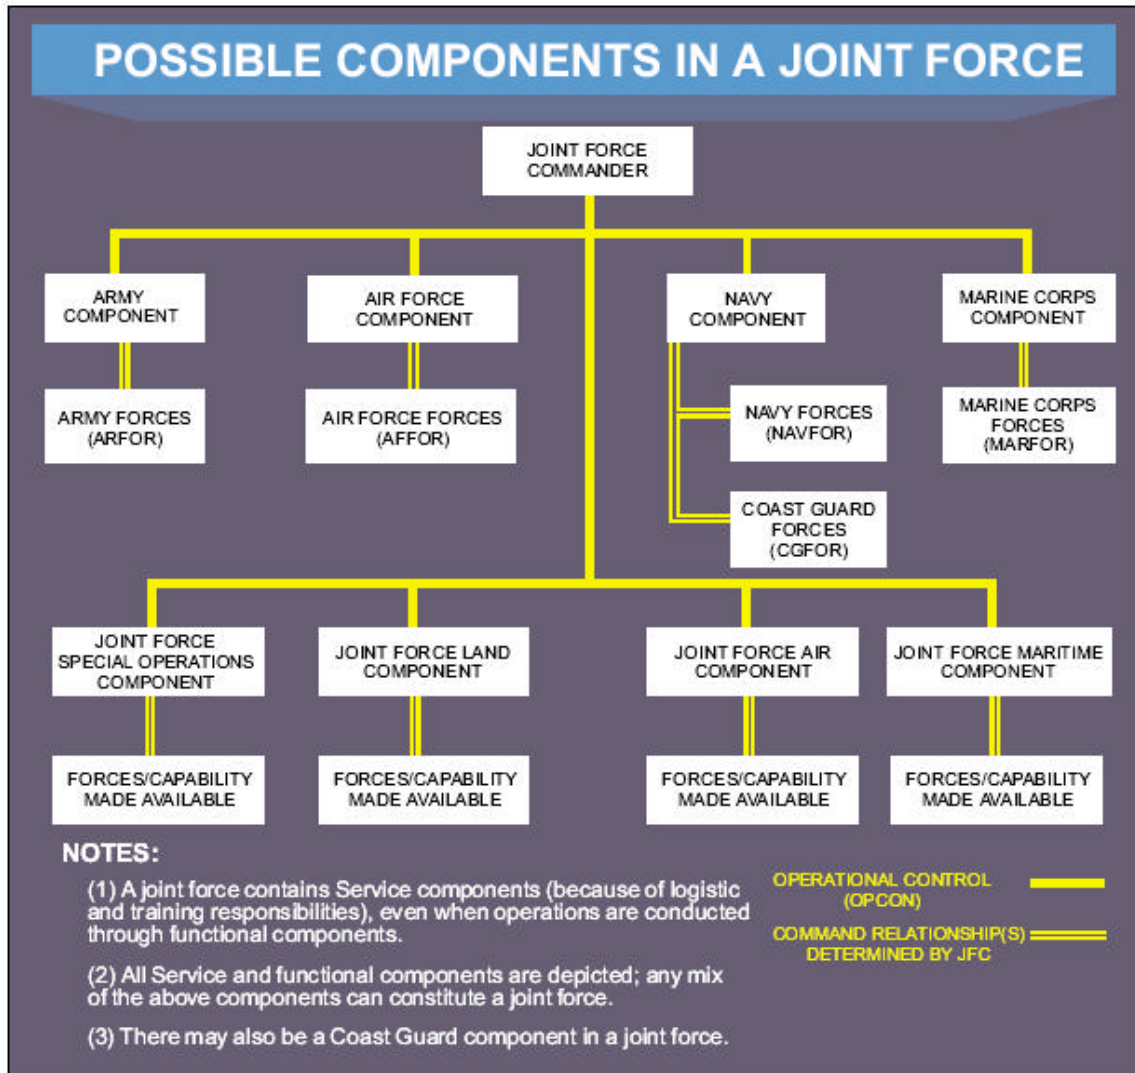 POSSIBLE COMPONENTS IN A JOINT FORCE
JOINT FORCE
COMMANDER
ARMY
COMPONENT
AIR FORCE
COMPONENT
NAVY
COMPONENT
MARINE CORPS
COMPONENT
ARMY FORCES
(ARFOR)
AIR FORCE FORCES
(AFFOR)
NAVY FORCES
(NAVFOR)
MARINE CORPS
FORCES
(MARFOR)
COAST GUARD
FORCES
(CGFOR)
JOINT FORCE
SPECIAL OPERATIONS
COMPONENT
JOINT FORCE LAND
COMPONENT
JOINT FORCE AIR
COMPONENT
JOINT FORCE MARITIME
COMPONENT
FORCES/CAPABILITY
MADE AVAILABLE
FORCES/CAPABILITY
MADE AVAILABLE
FORCES/CAPABILITY
MADE AVAILABLE
FORCES/CAPABILITY
MADE AVAILABLE
NOTES:
(1) A joint force contains Service components (because of logistic
and training responsibilities), even when operations are conducted
through functional components.
(2) All Service and functional components are depicted; any mix
of the above components can constitute a joint force.
(3) There may also be a Coast Guard component in a joint force.
OPERATIONAL CONTROL
(OPCON)
COMMAND RELATIONSHIP(S)
DETERMINED BY JFC